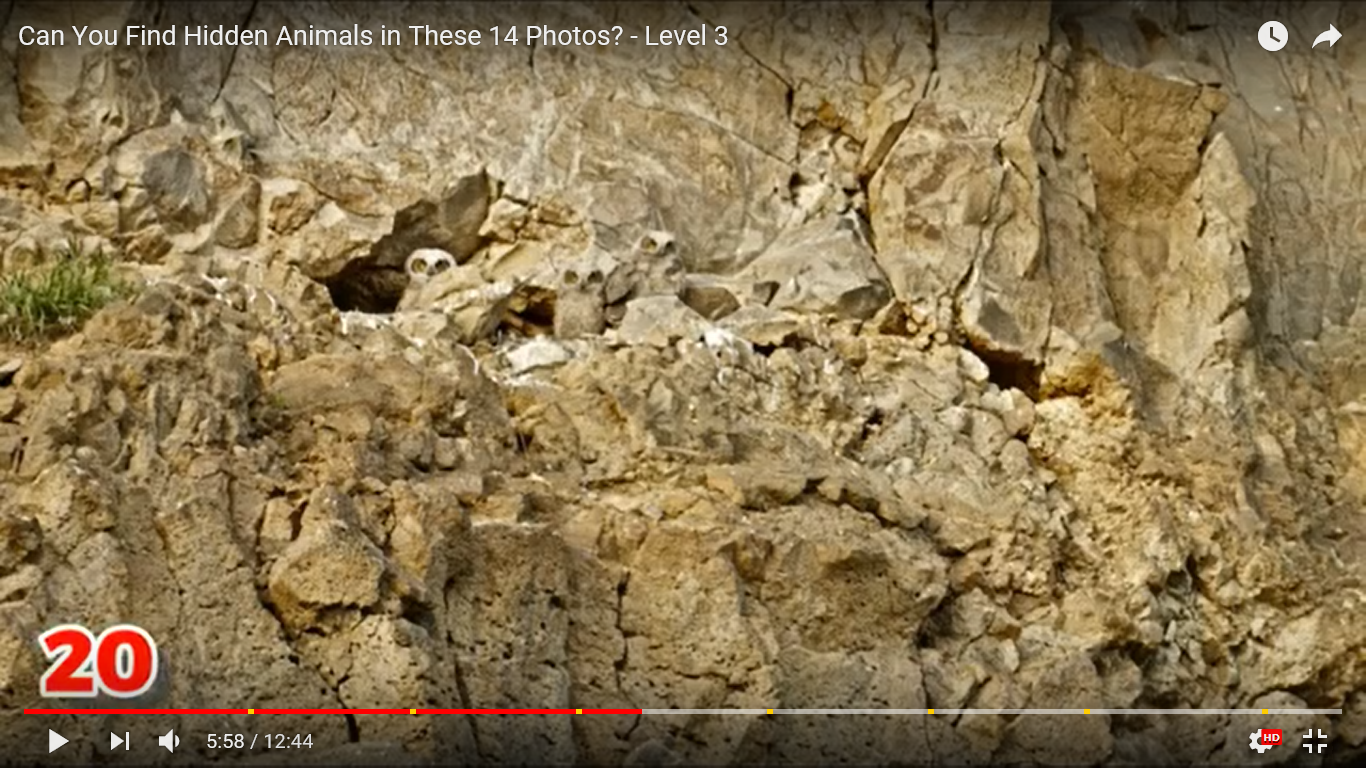 Can You Find Hidden Animals in These 14 Photos? - Level 3
20
5:58 / 12:44
HD